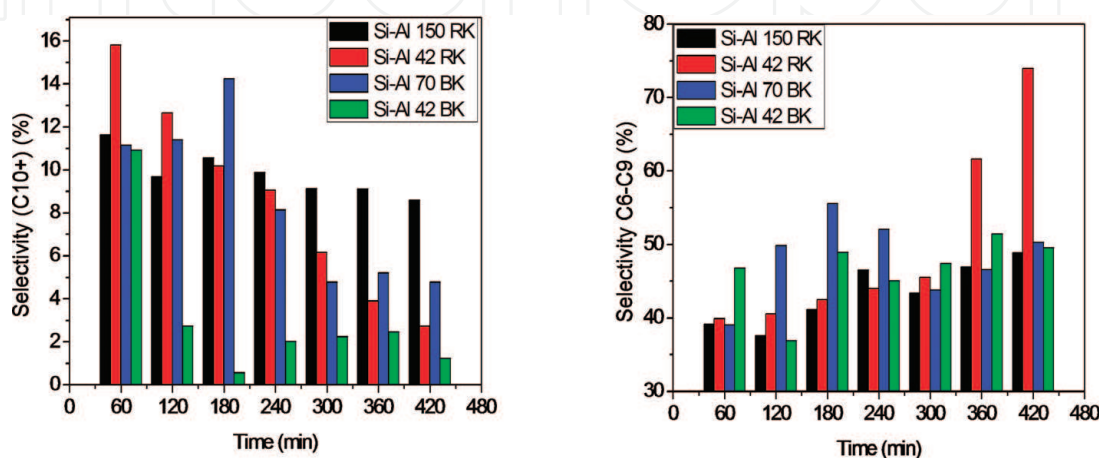 16
14
12
10
8
6
4
2
0
Selectivity (C10+) (%)
Si-Al 150 RK
Si-Al 42 RK
Si-Al 70 BK
Si-Al 42 BK
0 60 120 180 240 300 360 420 480
Time (min)
80
70
60
50
40
30
Selectivity C6-C9 (%)
Si-Al 150 RK
Si-Al 42 RK
Si-Al 70 BK
Si-Al 42 BK
0 60 120 180 240 300 360 420 480
Time (min)